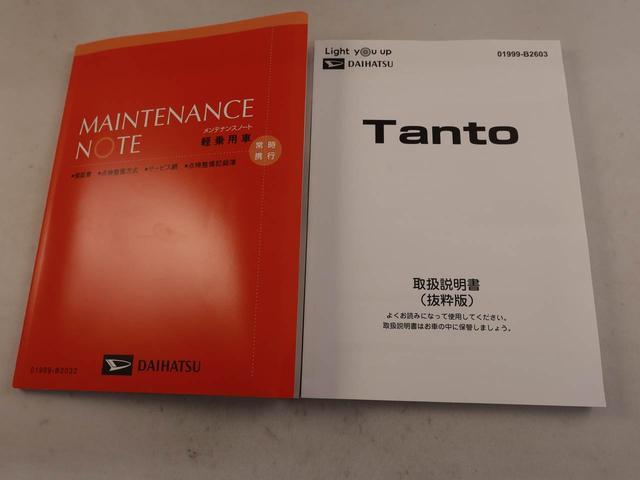 MAINTENANCE
NOTE
メンテナンスノート
軽乗用車
常時
携行
•保証書 •点検整備方式 •サービス網 •点検整備記録簿
DAIHATSU
01999-B2032
Light you up
DAIHATSU
01999-B2603
Tanto
取扱説明書
（抜粋版）
よくお読みになって使用してください。
取扱説明書はお車の中に保管しましょう。